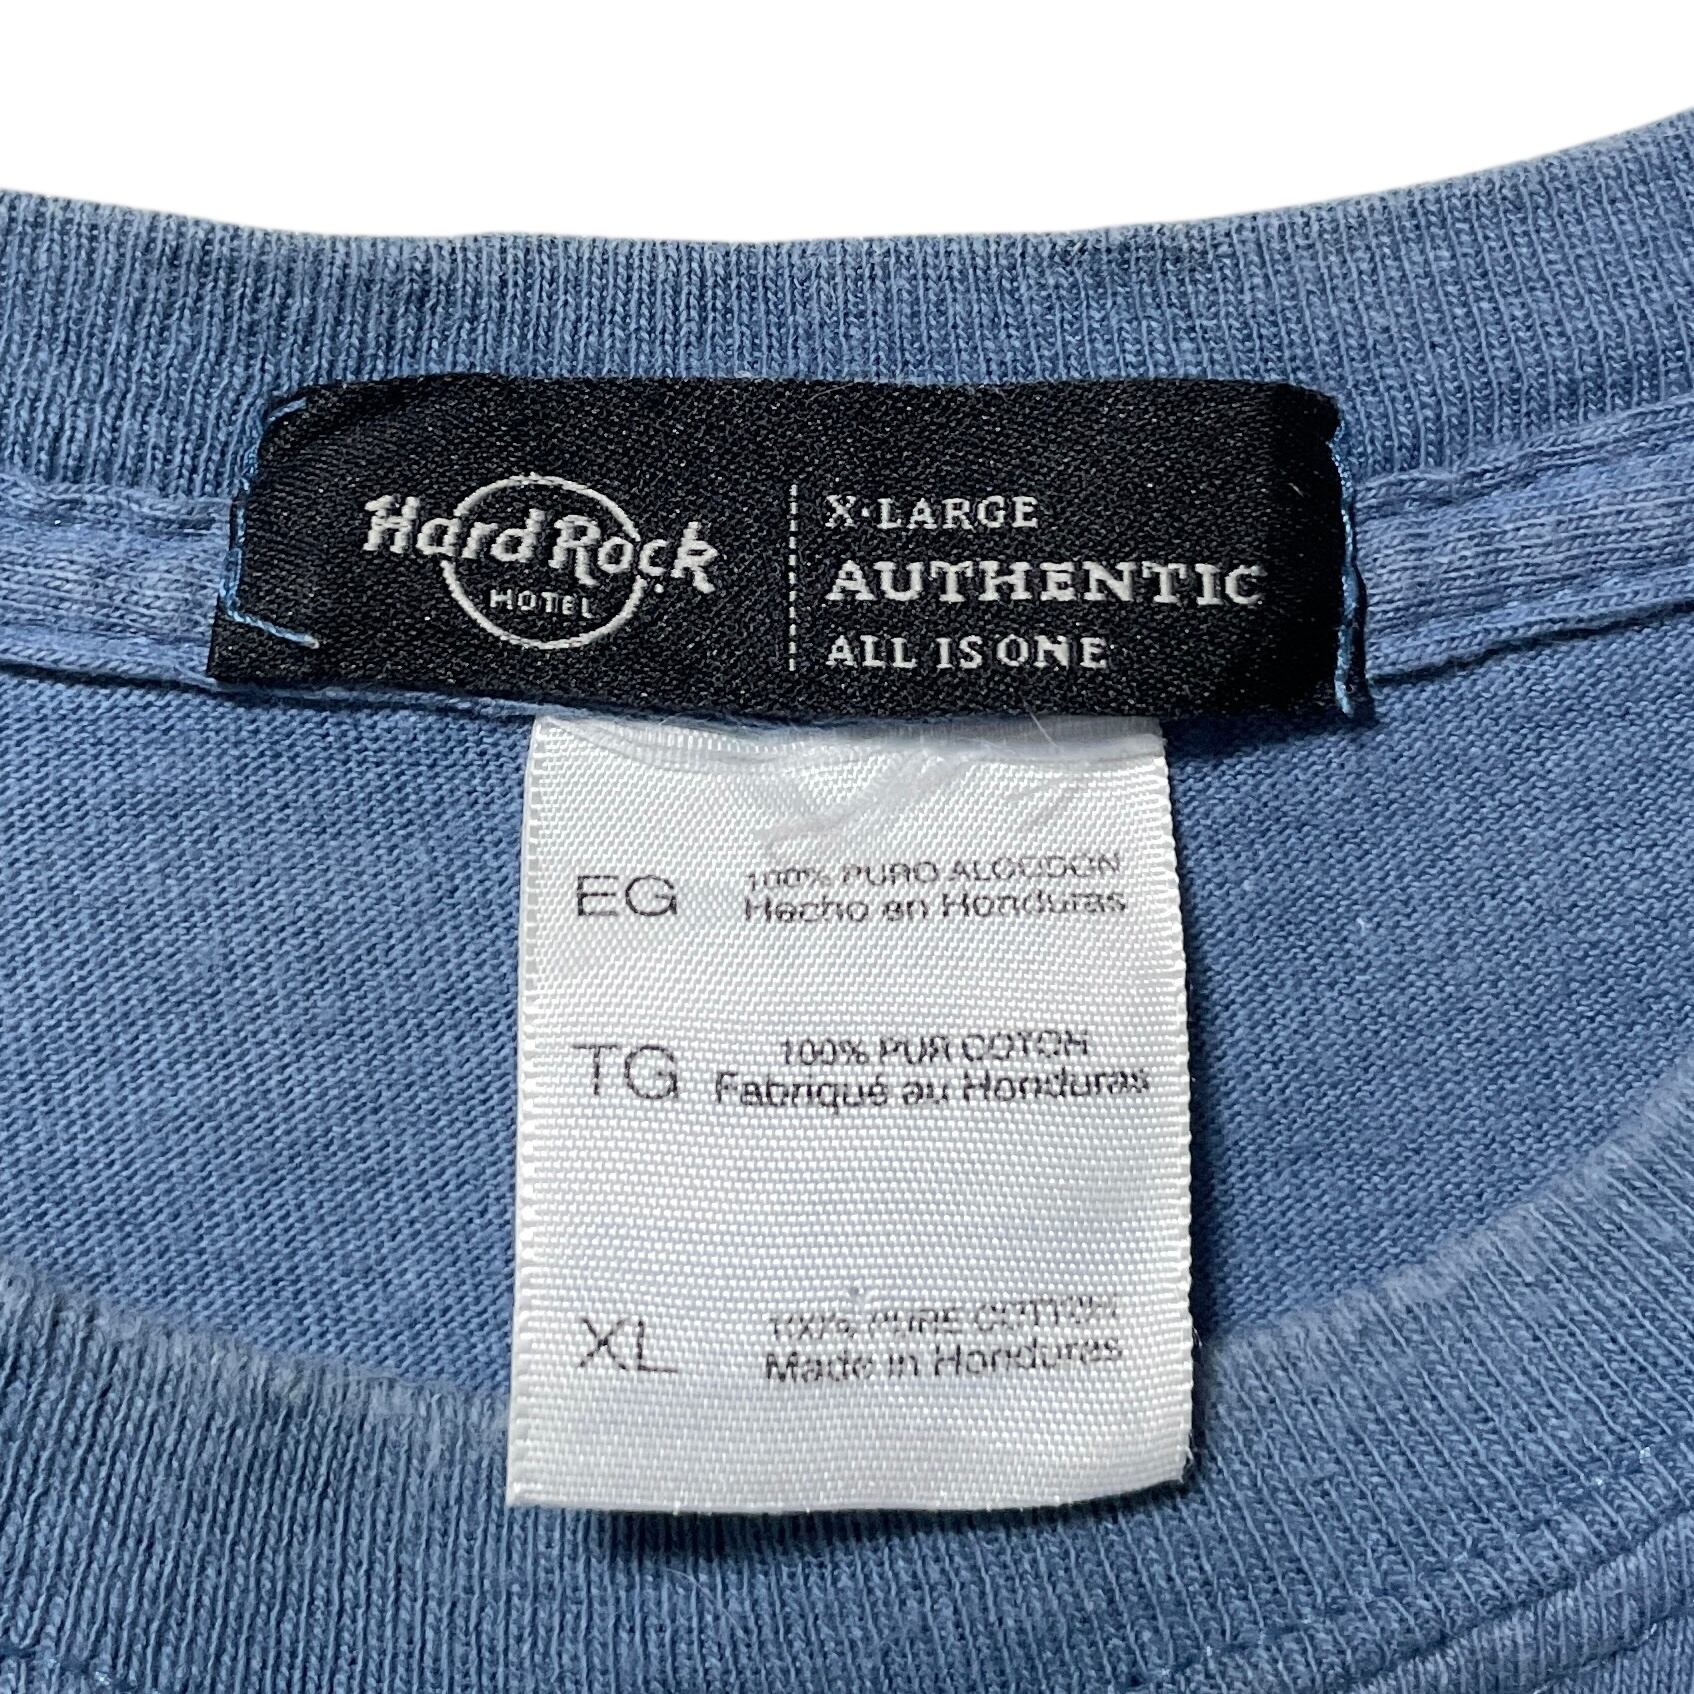 Hard Rock
HOTEL
X·LARGE
AUTHENTIC
ALL IS ONE
EG
100% PURO ALGODON
Hecho en Honduras
TG
100% PUR COTON
Fabriqué au Honduras
XL
100% PURE COTTON
Made in Honduras